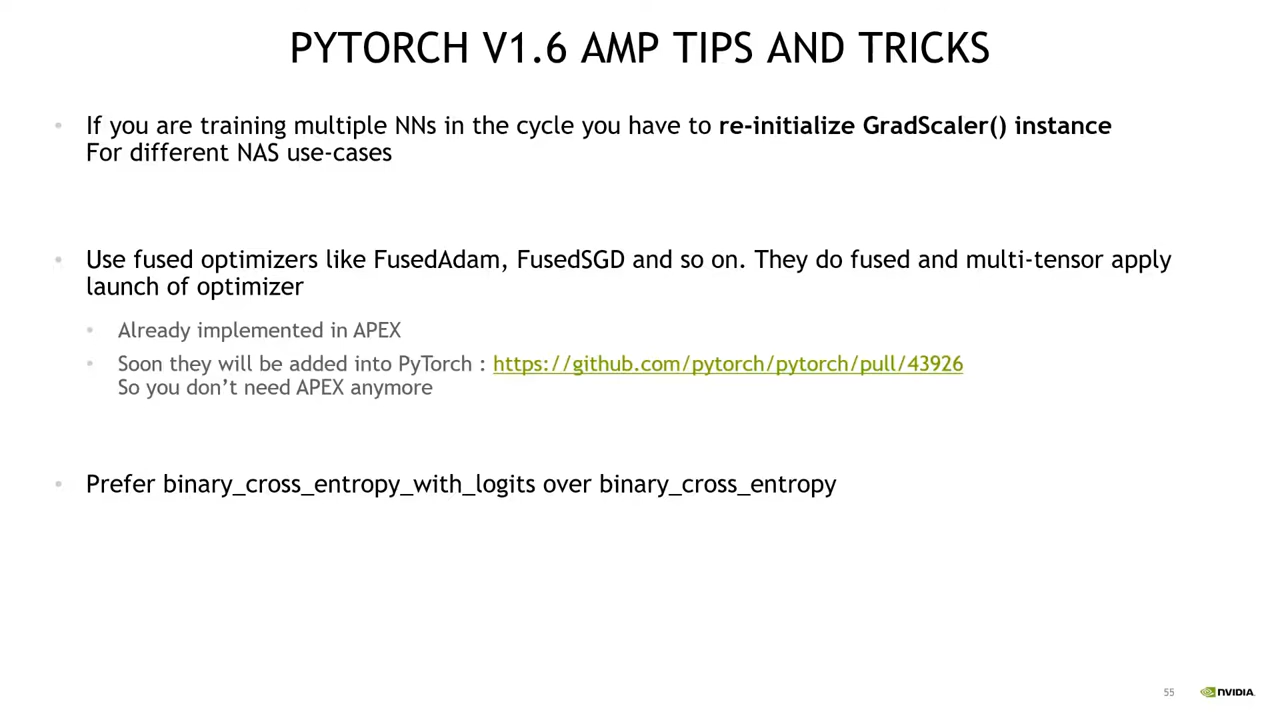 PYTORCH V1.6 AMP TIPS AND TRICKS
• If you are training multiple NNs in the cycle you have to re-initialize GradScaler() instance
For different NAS use-cases
• Use fused optimizers like FusedAdam, FusedSGD and so on. They do fused and multi-tensor apply
launch of optimizer
• Already implemented in APEX
• Soon they will be added into PyTorch : https://github.com/pytorch/pytorch/pull/43926
So you don’t need APEX anymore
• Prefer binary_cross_entropy_with_logits over binary_cross_entropy
55
NVIDIA.